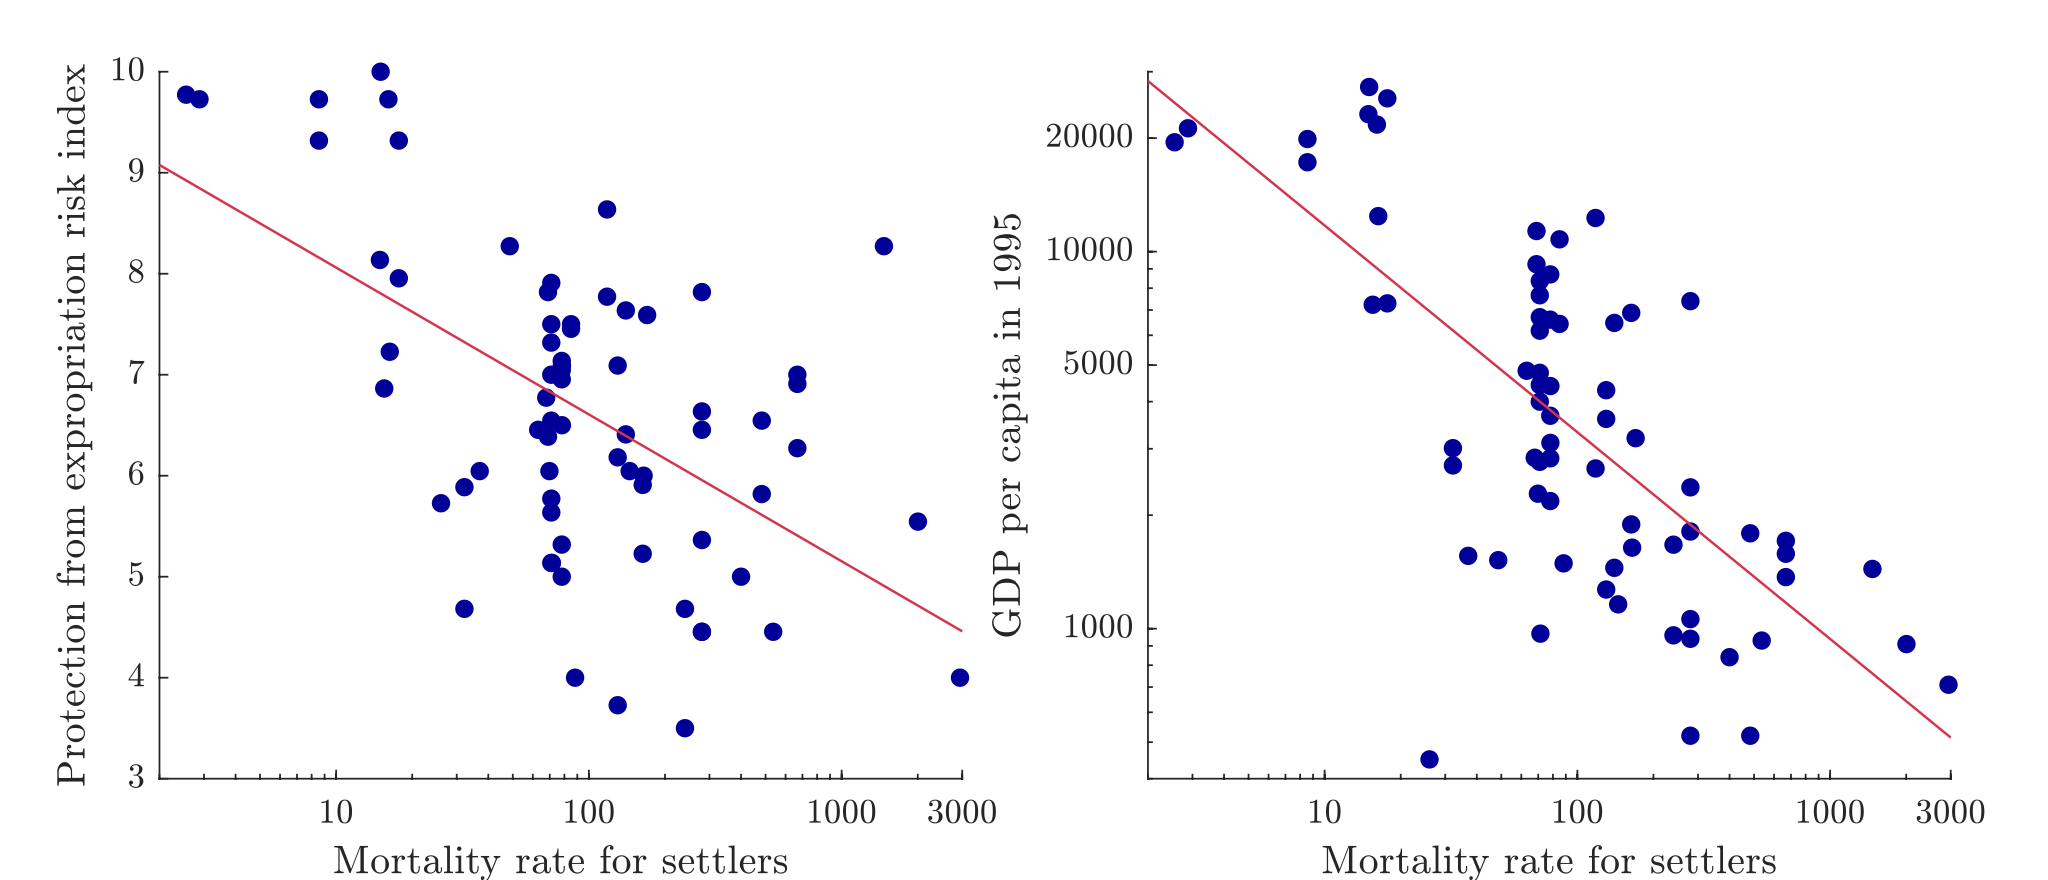 Protection from expropriation risk index
10
9
8
7
6
5
4
3
10 100 1000 3000
Mortality rate for settlers
GDP per capita in 1995
20000
10000
5000
1000
10 100 1000 3000
Mortality rate for settlers